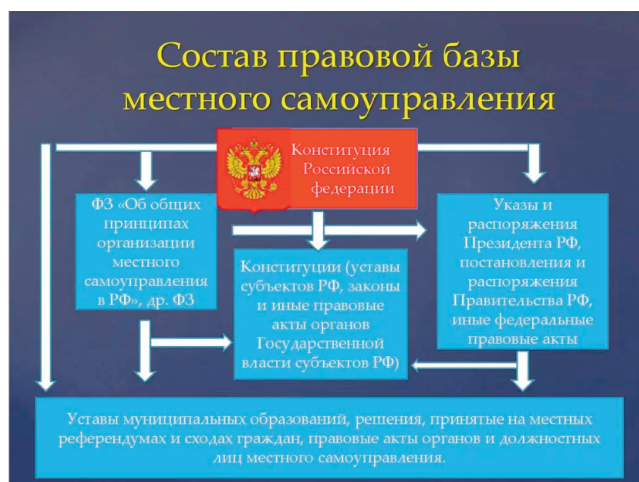 Состав правовой базы
местного самоуправления
Конституция
Российской
федерации
ФЗ «Об общих
принципах
организации
местного
самоуправления
в РФ», др. ФЗ
Конституции (уставы
субъектов РФ, законы
и иные правовые
акты органов
Государственной
власти субъектов РФ)
Указы и
распоряжения
Президента РФ,
постановления и
распоряжения
Правительства РФ,
иные федеральные
правовые акты
Уставы муниципальных образований, решения, принятые на местных
референдумах и сходах граждан, правовые акты органов и должностных
лиц местного самоуправления.